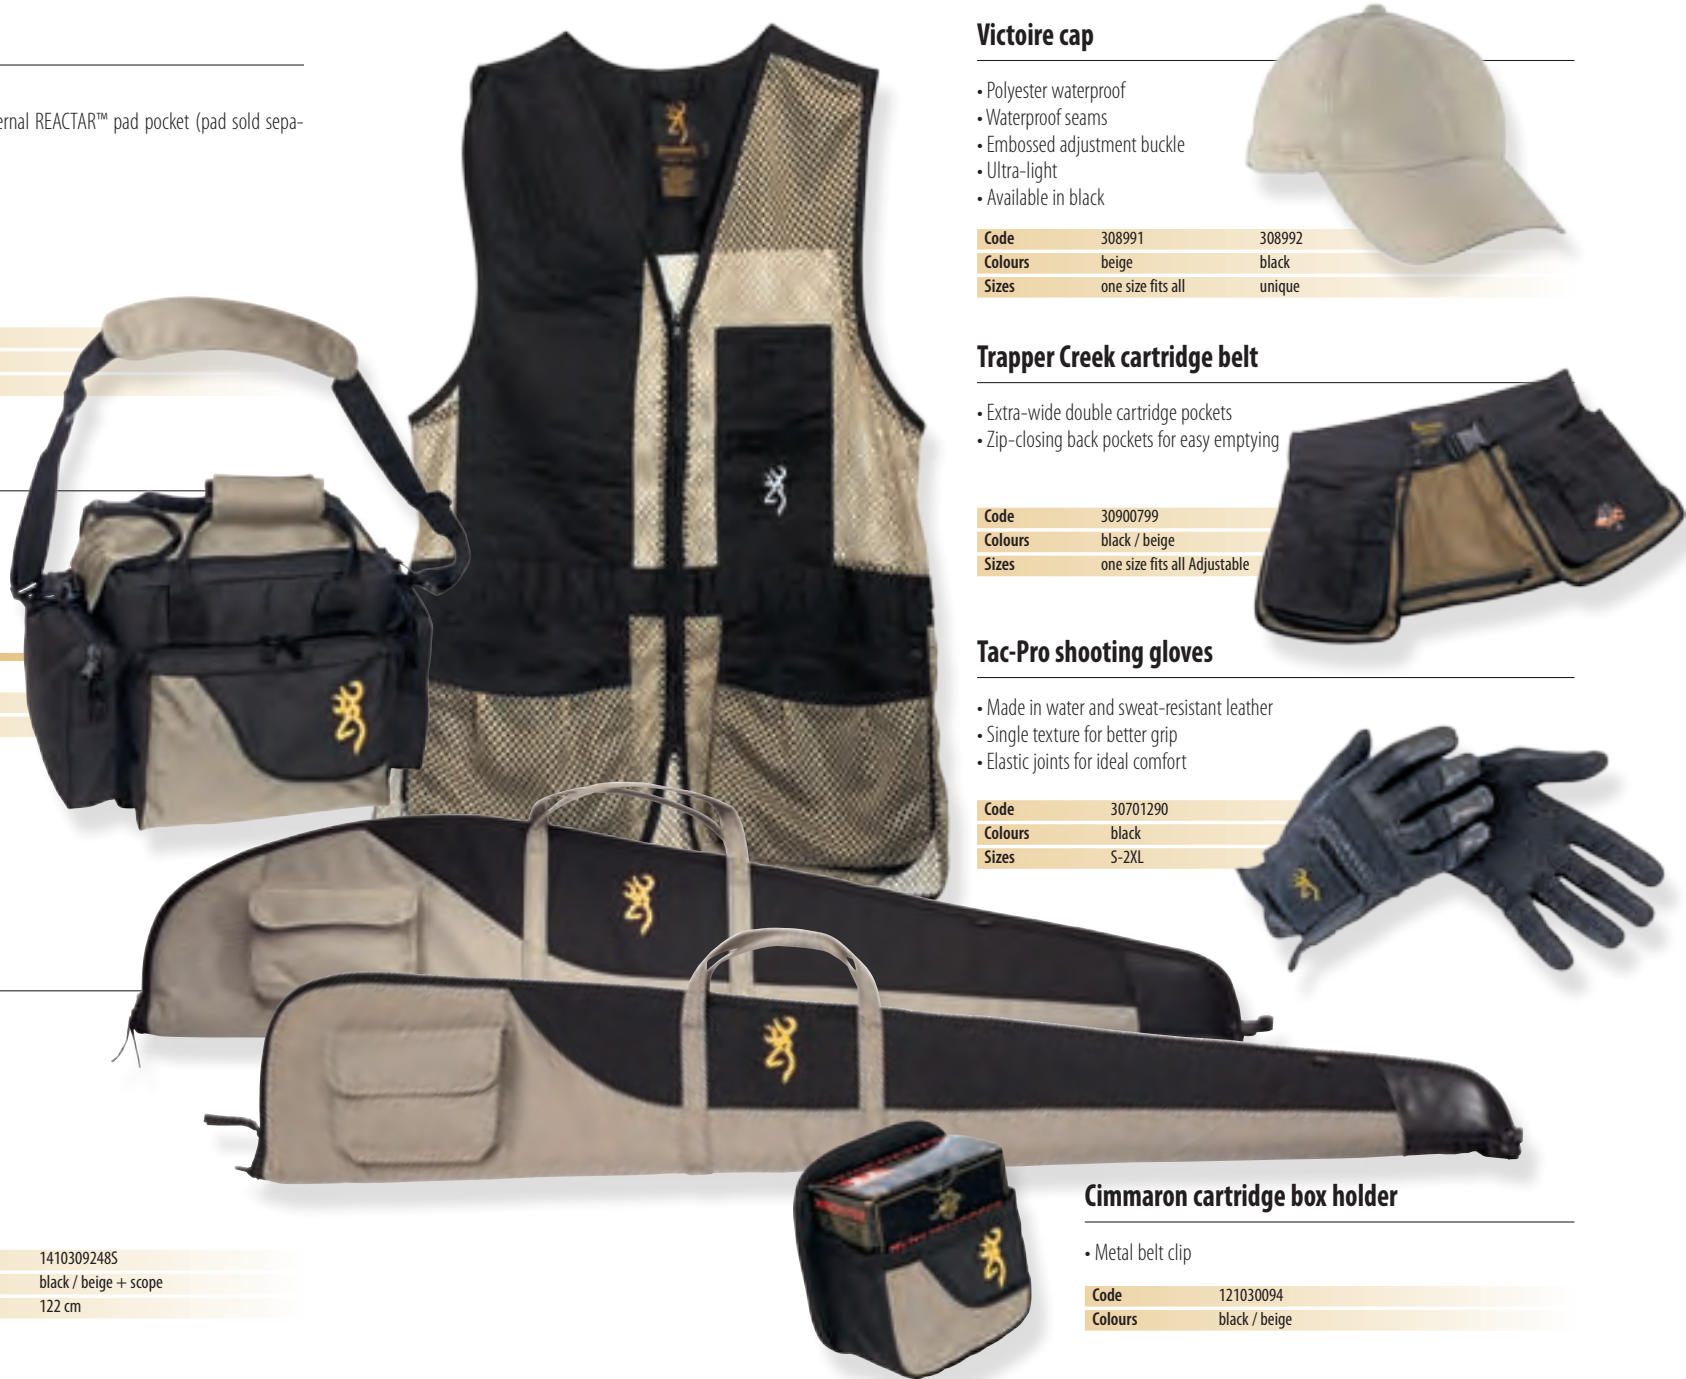 ernal REACTAR™ pad pocket (pad sold sepa-
1410309248S
black / beige + scope
122 cm
Victoire cap
• Polyester waterproof
• Waterproof seams
• Embossed adjustment buckle
• Ultra-light
• Available in black
Code 308991 308992
Colours beige black
Sizes one size fits all unique
Trapper Creek cartridge belt
• Extra-wide double cartridge pockets
• Zip-closing back pockets for easy emptying
Code 30900799
Colours black / beige
Sizes one size fits all Adjustable
Tac-Pro shooting gloves
• Made in water and sweat-resistant leather
• Single texture for better grip
• Elastic joints for ideal comfort
Code 30701290
Colours black
Sizes S-2XL
Cimmaron cartridge box holder
• Metal belt clip
Code 121030094
Colours black / beige